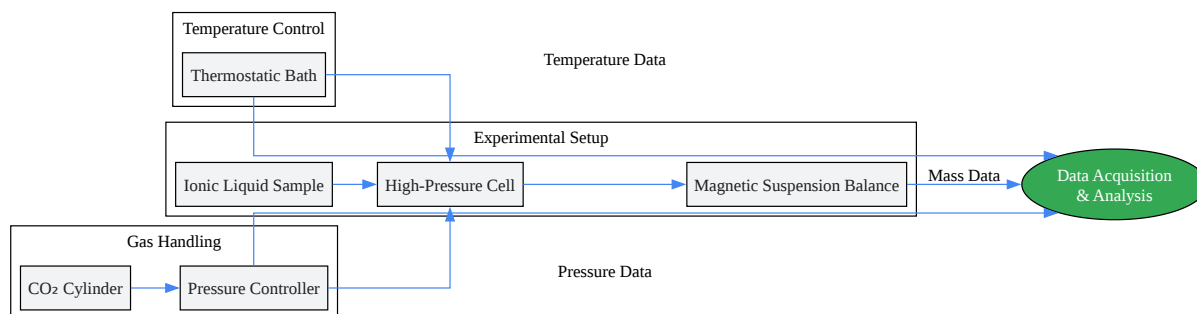 Temperature Control
Thermostatic Bath
Temperature Data
Experimental Setup
Ionic Liquid Sample
High-Pressure Cell
Magnetic Suspension Balance
Mass Data
Data Acquisition
& Analysis
Gas Handling
CO₂ Cylinder
Pressure Controller
Pressure Data